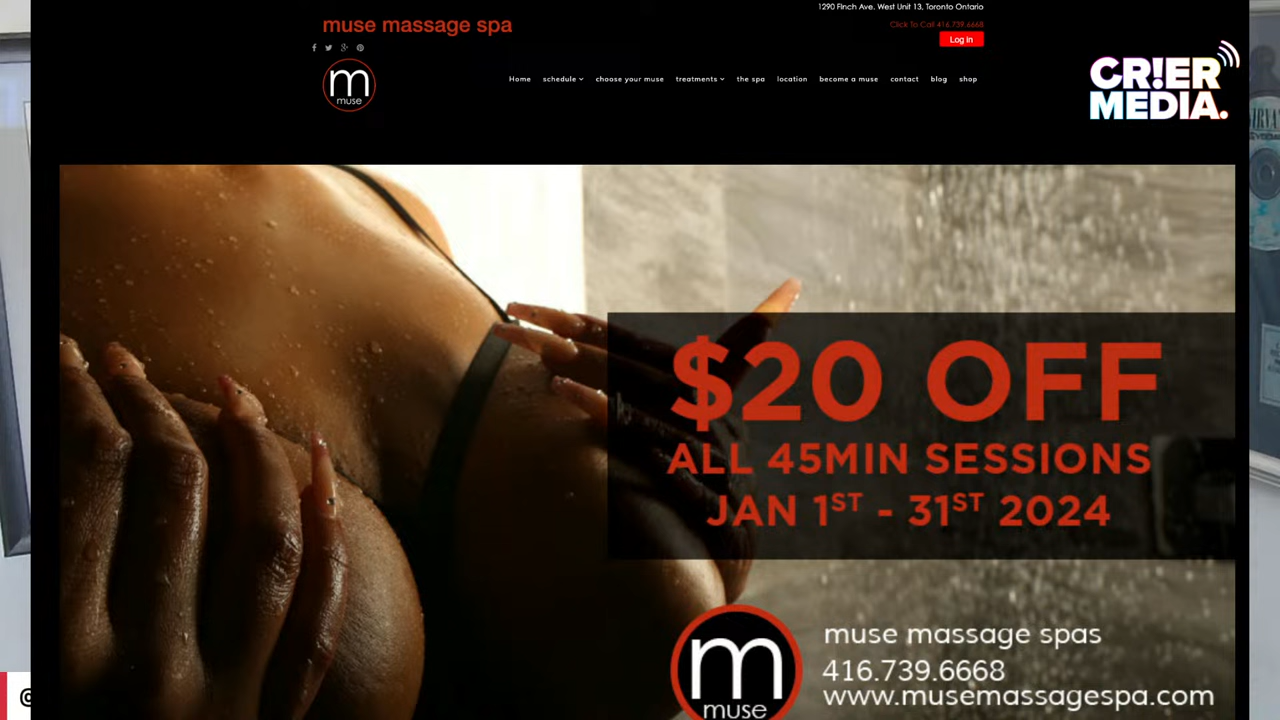 1290 Finch Ave. West Unit 13, Toronto Ontario
muse massage spa
Click To Call 416.739.6668
Log in
m
muse
Home schedule choose your muse treatments the spa location become a muse contact blog shop
CR!ER
MEDIA.
$20 OFF
ALL 45MIN SESSIONS
JAN 1ST - 31ST 2024
m
muse
muse massage spas
416.739.6668
www.musemassagespa.com
@